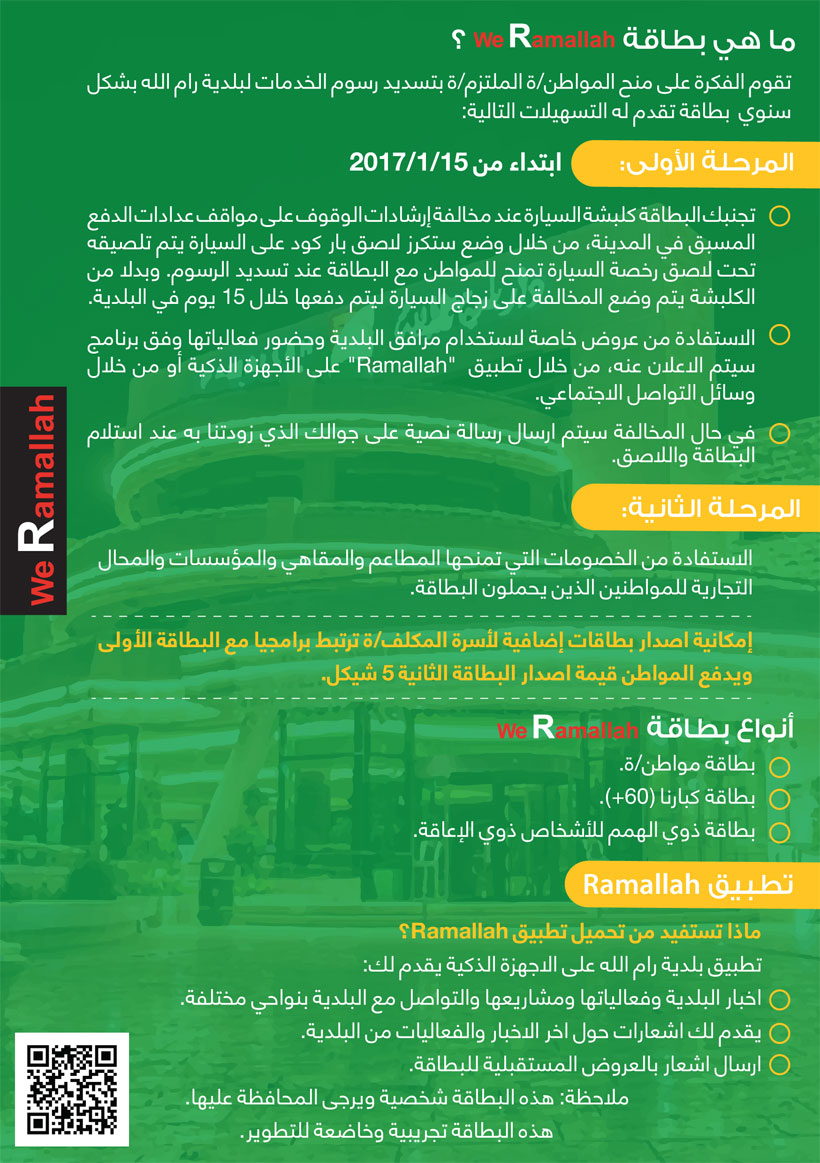 ما هي بطاقة We Ramallah ؟
تقوم الفكرة على منح المواطن/ة الملتزم/ة بتسديد رسوم الخدمات لبلدية رام الله بشكل
سنوي بطاقة تقدم له التسهيلات التالية:
المرحلة الأولى: ابتداء من 2017/1/15
تجنبك البطاقة كلبشة السيارة عند مخالفة إرشادات الوقوف على مواقف عدادات الدفع
المسبق في المدينة، من خلال وضع ستكرز لاصق بار كود على السيارة يتم تلصيقه
تحت لاصق رخصة السيارة تمنح للمواطن مع البطاقة عند تسديد الرسوم. وبدلا من
الكلبشة يتم وضع المخالفة على زجاج السيارة ليتم دفعها خلال 15 يوم في البلدية.
الاستفادة من عروض خاصة لاستخدام مرافق البلدية وحضور فعالياتها وفق برنامج
سيتم الاعلان عنه، من خلال تطبيق "Ramallah" على الأجهزة الذكية أو من خلال
وسائل التواصل الاجتماعي.
في حال المخالفة سيتم ارسال رسالة نصية على جوالك الذي زودتنا به عند استلام
البطاقة واللاصق.
We Ramallah
المرحلة الثانية:
الاستفادة من الخصومات التي تمنحها المطاعم والمقاهي والمؤسسات والمحال
التجارية للمواطنين الذين يحملون البطاقة.
إمكانية اصدار بطاقات إضافية لأسرة المكلف/ة ترتبط برامجيا مع البطاقة الأولى
ويدفع المواطن قيمة اصدار البطاقة الثانية 5 شيكل.
أنواع بطاقة We Ramallah
بطاقة مواطن/ة.
بطاقة كبارنا (60+).
بطاقة ذوي الهمم للأشخاص ذوي الإعاقة.
تطبيق Ramallah
ماذا تستفيد من تحميل تطبيق Ramallah؟
تطبيق بلدية رام الله على الاجهزة الذكية يقدم لك:
اخبار البلدية وفعالياتها ومشاريعها والتواصل مع البلدية بنواحي مختلفة.
يقدم لك اشعارات حول اخر الاخبار والفعاليات من البلدية.
ارسال اشعار بالعروض المستقبلية للبطاقة.
ملاحظة: هذه البطاقة شخصية ويرجى المحافظة عليها.
هذه البطاقة تجريبية وخاضعة للتطوير.